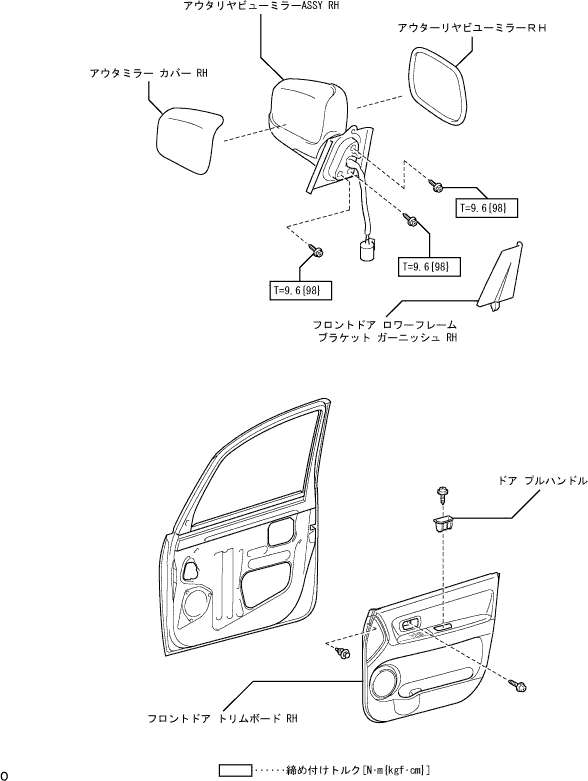 アウタリヤビューミラーASSY RH
アウターリヤビューミラーRH
アウタミラー カバー RH
T=9.6{98}
T=9.6{98}
T=9.6{98}
フロントドア ロワーフレーム
ブラケット ガーニッシュ RH
ドア プルハンドル
フロントドア トリムボード RH
······締め付けトルク[N·m{kgf·cm}]
O